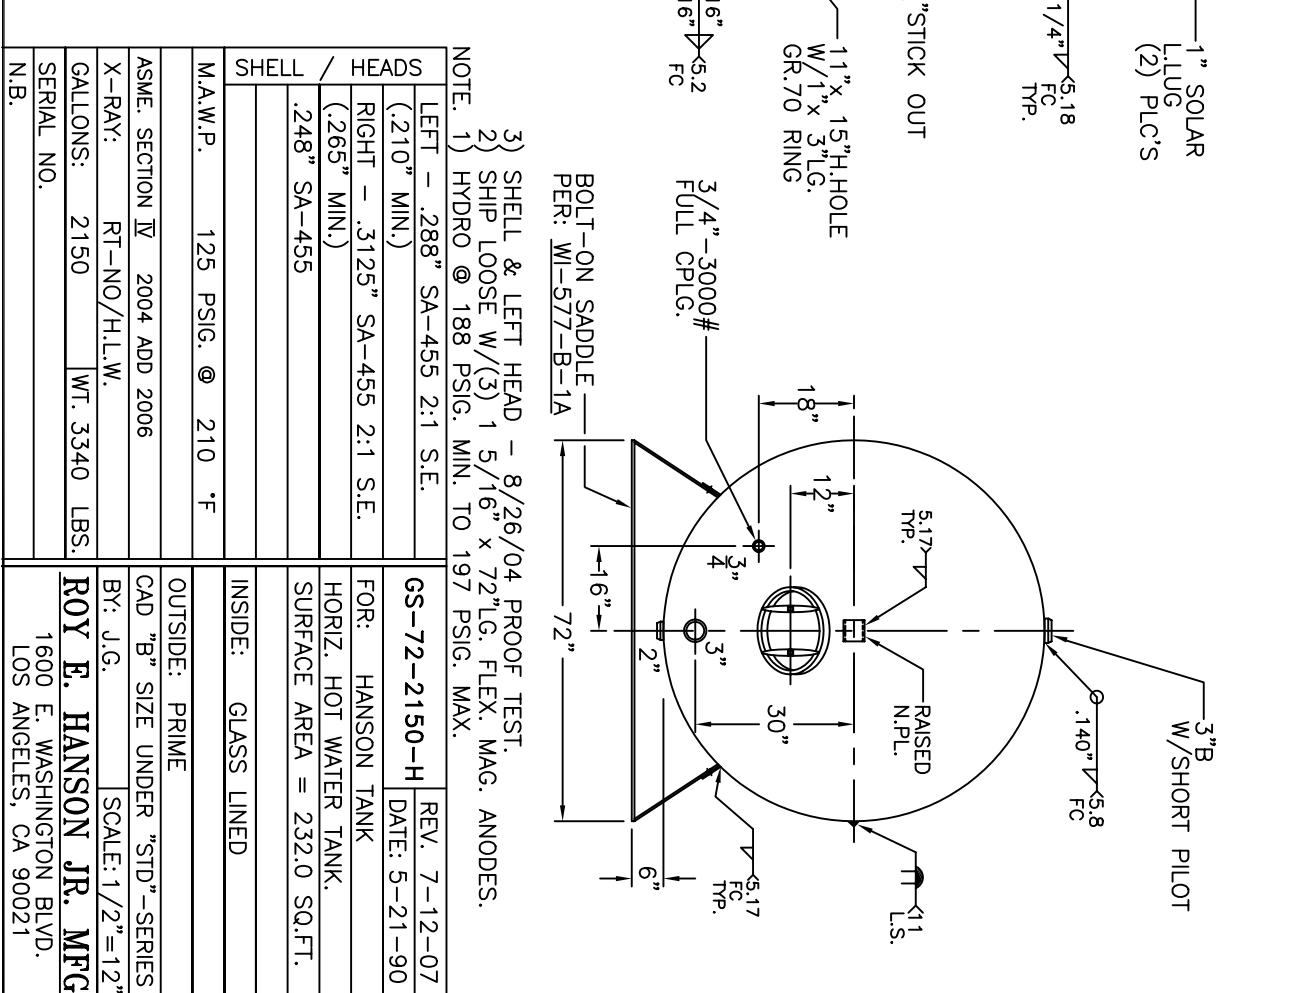 1" SOLAR
L.LUG
(2) PLC'S
1/4"
5.18
FC
TYP.
"STICK OUT
11"x 15"H.HOLE
W/1"x 3"LG.
GR.70 RING
16"
16"
5.2
FC
3"B
W/SHORT PILOT
5.8
FC
.140"
11
L.S.
RAISED
N.PL.
5.17
TYP.
18"
12"
30"
3/4"-3000#
FULL CPLG.
3/4"
3"
2"
16"
72"
6"
5.17
FC
TYP.
BOLT-ON SADDLE
PER: WI-577-B-1A
3) SHELL & LEFT HEAD - 8/26/04 PROOF TEST.
2) SHIP LOOSE W/(3) 1 5/16" x 72"LG. FLEX. MAG. ANODES.
NOTE. 1) HYDRO @ 188 PSIG. MIN. TO 197 PSIG. MAX.
SHELL / HEADS
LEFT - .288" SA-455 2:1 S.E.
(.210" MIN.)
RIGHT - .3125" SA-455 2:1 S.E.
(.265" MIN.)
.248" SA-455
M.A.W.P. 125 PSIG. @ 210 °F
ASME. SECTION IV 2004 ADD 2006
X-RAY: RT-NO/H.L.W.
GALLONS: 2150 WT. 3340 LBS.
SERIAL NO.
N.B.
GS-72-2150-H
REV. 7-12-07
DATE: 5-21-90
FOR: HANSON TANK
HORIZ. HOT WATER TANK.
SURFACE AREA = 232.0 SQ.FT.
INSIDE: GLASS LINED
OUTSIDE: PRIME
CAD "B" SIZE UNDER "STD"-SERIES
BY: J.G. SCALE: 1/2"=12"
ROY E. HANSON JR. MFG
1600 E. WASHINGTON BLVD.
LOS ANGELES, CA 90021